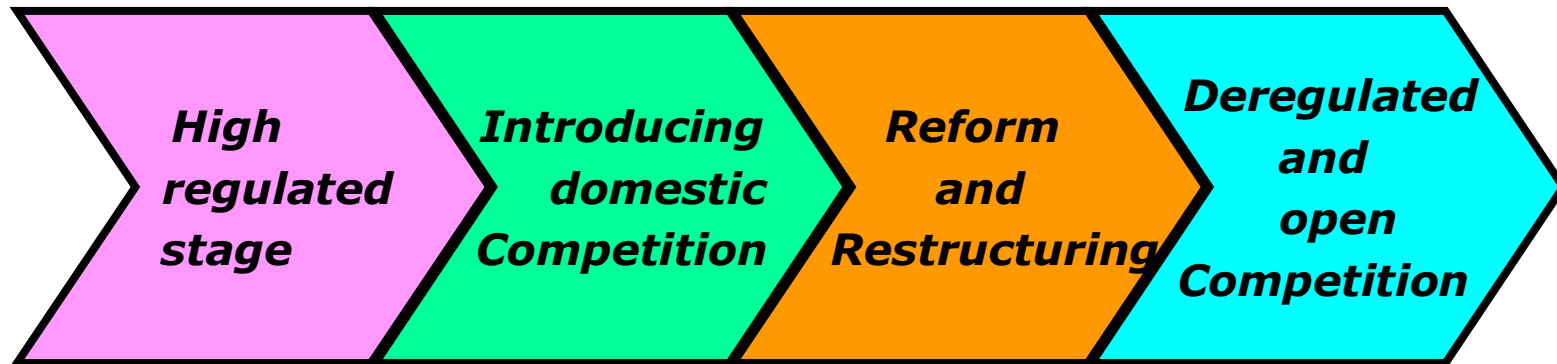 High
regulated
stage
Introducing
domestic
Competition
Reform
and
Restructuring
Deregulated
and
open
Competition